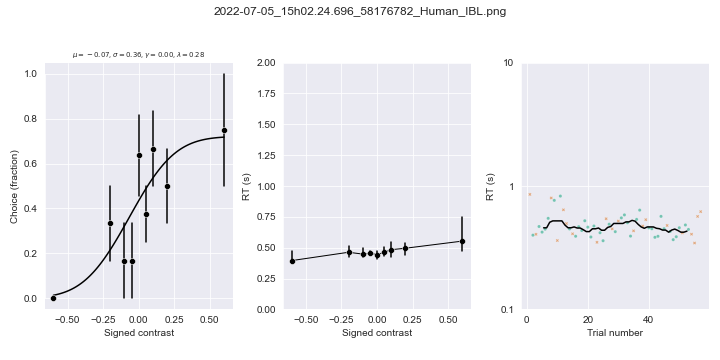 2022-07-05_15h02.24.696_58176782_Human_IBL.png
μ = −0.07, σ = 0.36, γ = 0.00, λ = 0.28
Choice (fraction)
1.0
0.8
0.6
0.4
0.2
0.0
−0.50 −0.25 0.00 0.25 0.50
Signed contrast
RT (s)
2.00
1.75
1.50
1.25
1.00
0.75
0.50
0.25
0.00
−0.50 −0.25 0.00 0.25 0.50
Signed contrast
RT (s)
10
1
0.1
0 20 40
Trial number